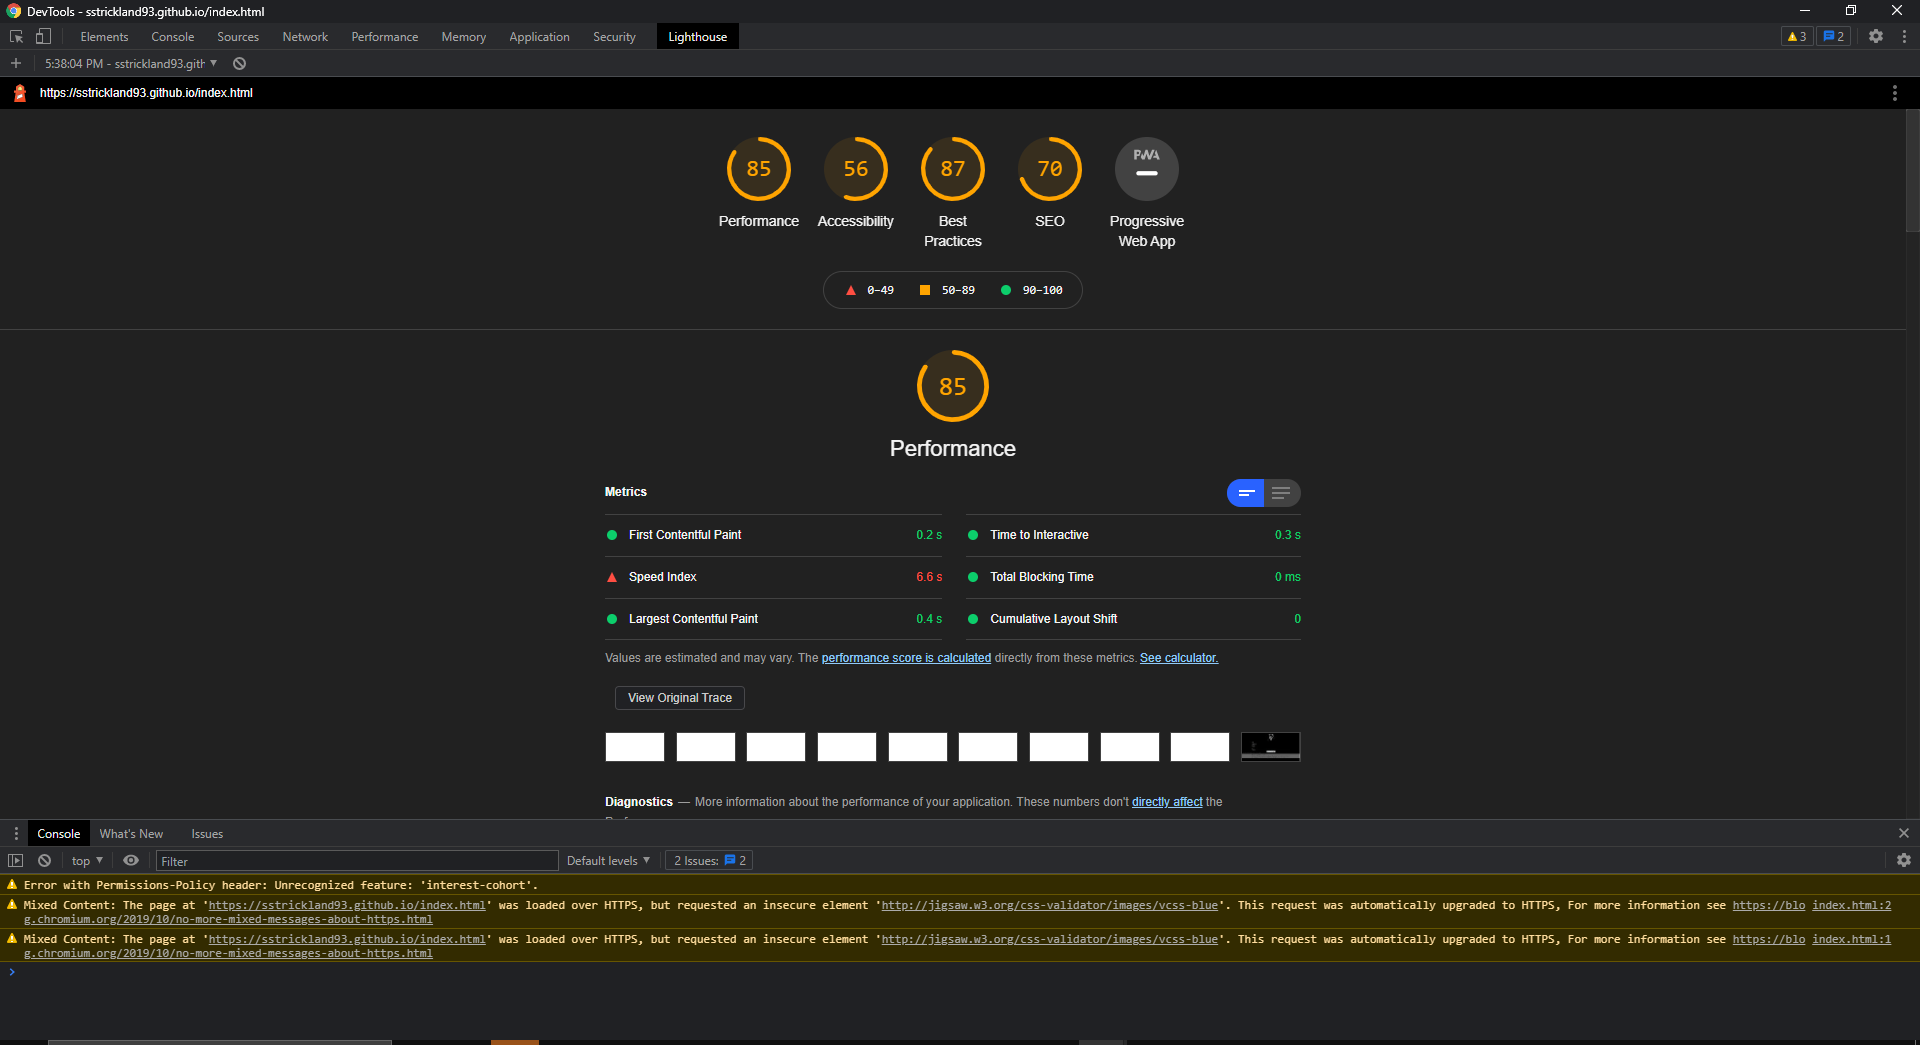 DevTools - sstrickland93.github.io/index.html
Elements Console Sources Network Performance Memory Application Security Lighthouse 3 2
5:38:04 PM - sstrickland93.gith
https://sstrickland93.github.io/index.html
85 56 87 70 PWA
Performance Accessibility Best Practices SEO Progressive Web App
0–49 50–89 90–100
85
Performance
Metrics
First Contentful Paint 0.2 s Time to Interactive 0.3 s
Speed Index 6.6 s Total Blocking Time 0 ms
Largest Contentful Paint 0.4 s Cumulative Layout Shift 0
Values are estimated and may vary. The performance score is calculated directly from these metrics. See calculator.
View Original Trace
Diagnostics — More information about the performance of your application. These numbers don't directly affect the
Console What's New Issues
top Filter Default levels 2 Issues: 2
Error with Permissions-Policy header: Unrecognized feature: 'interest-cohort'.
Mixed Content: The page at 'https://sstrickland93.github.io/index.html' was loaded over HTTPS, but requested an insecure element 'http://jigsaw.w3.org/css-validator/images/vcss-blue'. This request was automatically upgraded to HTTPS, For more information see https://blo index.html:2
g.chromium.org/2019/10/no-more-mixed-messages-about-https.html
Mixed Content: The page at 'https://sstrickland93.github.io/index.html' was loaded over HTTPS, but requested an insecure element 'http://jigsaw.w3.org/css-validator/images/vcss-blue'. This request was automatically upgraded to HTTPS, For more information see https://blo index.html:1
g.chromium.org/2019/10/no-more-mixed-messages-about-https.html